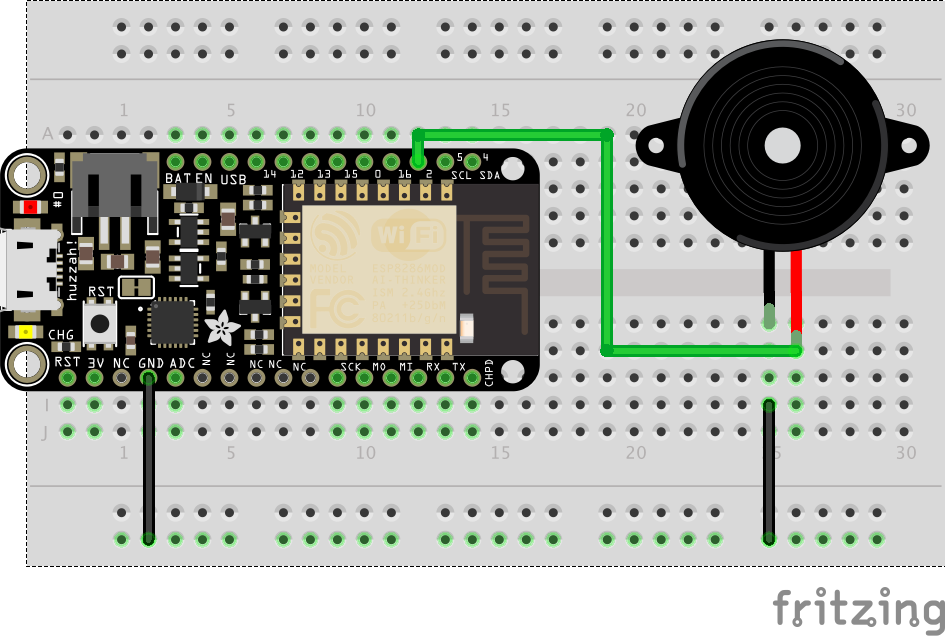 1 5 10 15 20 30
A
5 4
14 12 13 15 0 16 2 SCL SDA
BAT EN USB
#0
huzzah!
WiFi
FC
RST
CHG
RST 3V NC GND ADC NC NC NC NC NC SCK MO MI RX TX CHPD
I
J
1 5 10 15 20 30
fritzing